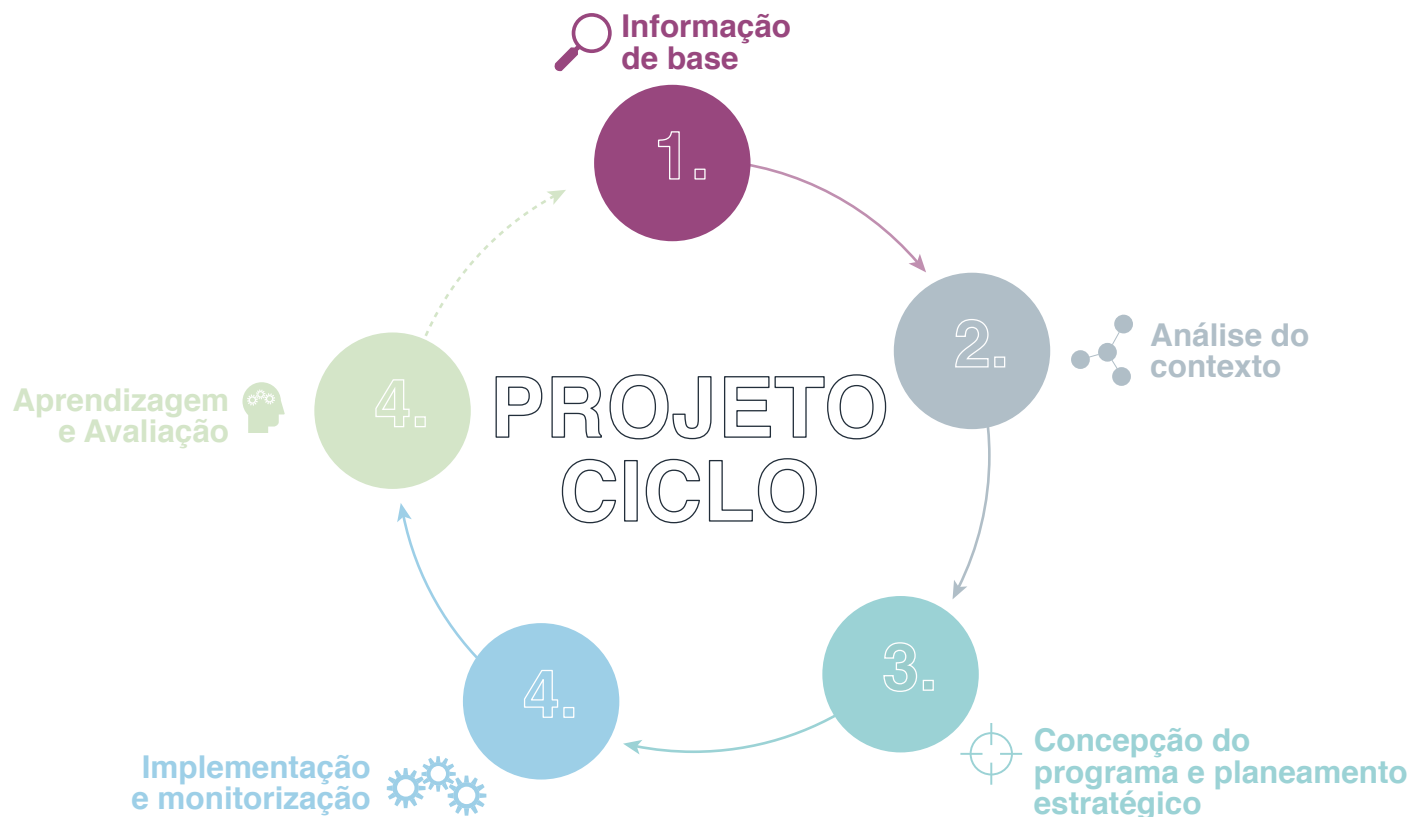 Informação
de base
1.
2.
Análise do
contexto
3.
Concepção do
programa e planeamento
estratégico
4.
Implementação
e monitorização
4.
Aprendizagem
e Avaliação
PROJETO
CICLO